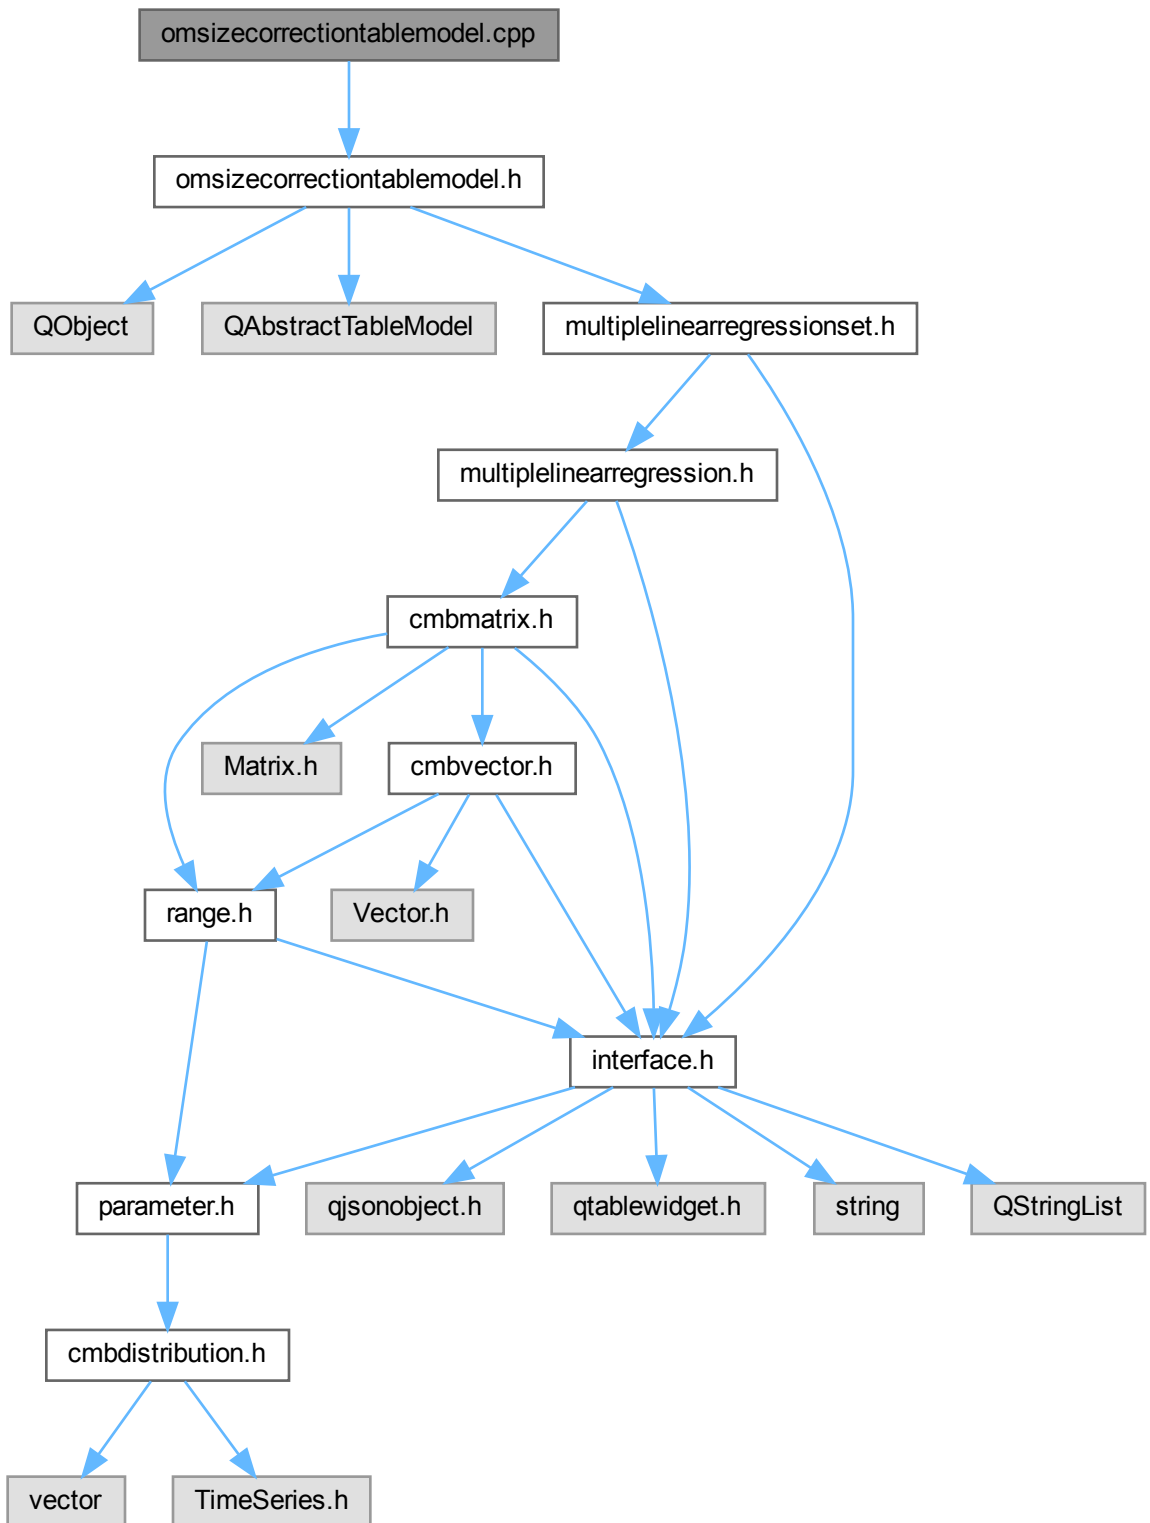 omsizecorrectiontablemodel.cpp
omsizecorrectiontablemodel.h
QObject
QAbstractTableModel
multiplelinearregressionset.h
multiplelinearregression.h
cmbmatrix.h
Matrix.h
cmbvector.h
range.h
Vector.h
interface.h
parameter.h
qjsonobject.h
qtablewidget.h
string
QStringList
cmbdistribution.h
vector
TimeSeries.h